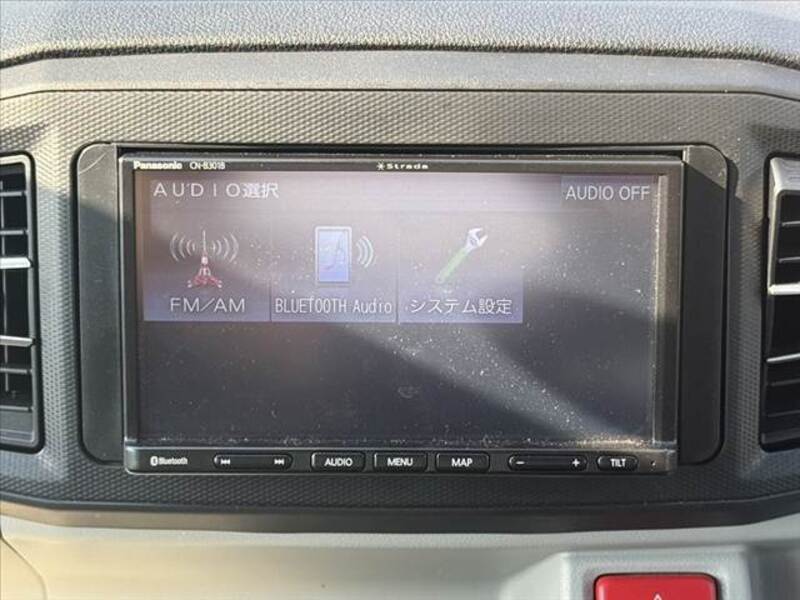 Panasonic CN-B301B
Strada
AUDIO選択
AUDIO OFF
FM/AM
BLUETOOTH Audio
システム設定
Bluetooth
AUDIO
MENU
MAP
− +
TILT